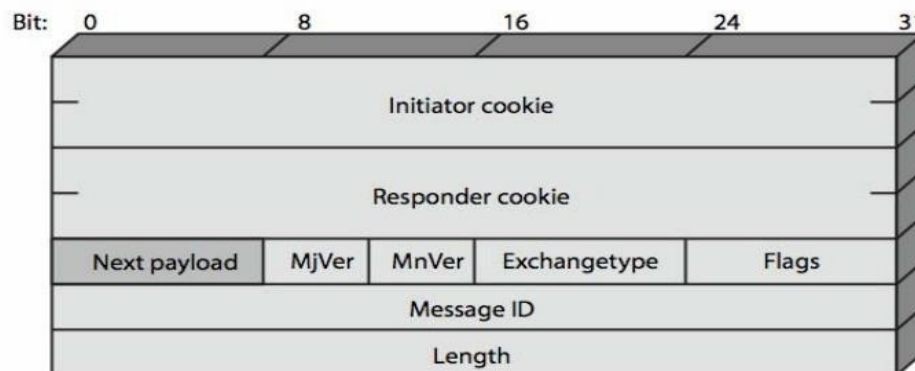 Bit: 0 8 16 24 31
Initiator cookie
Responder cookie
Next payload MjVer MnVer Exchangetype Flags
Message ID
Length